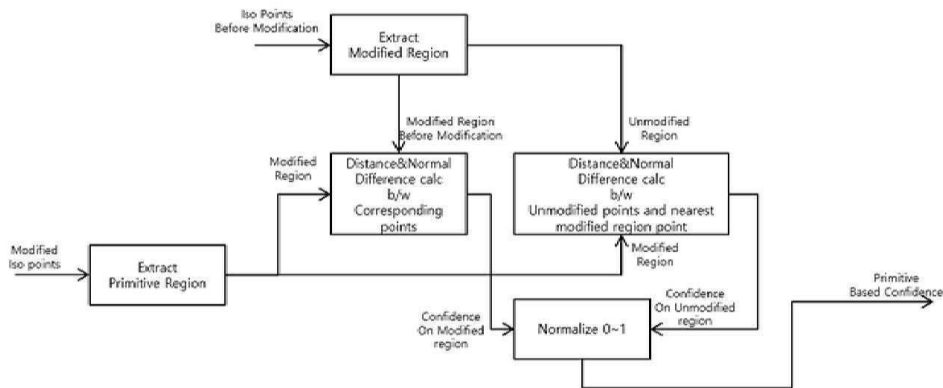 Iso Points
Before Modification
Extract
Modified Region
Modified Region
Before Modification
Unmodified
Region
Modified
Region
Distance&Normal
Difference calc
b/w
Corresponding
points
Distance&Normal
Difference calc
b/w
Unmodified points and nearest
modified region point
Modified
Iso points
Extract
Primitive Region
Modified
Region
Primitive
Based Confidence
Confidence
On Modified
region
Normalize 0~1
Confidence
On Unmodified
region